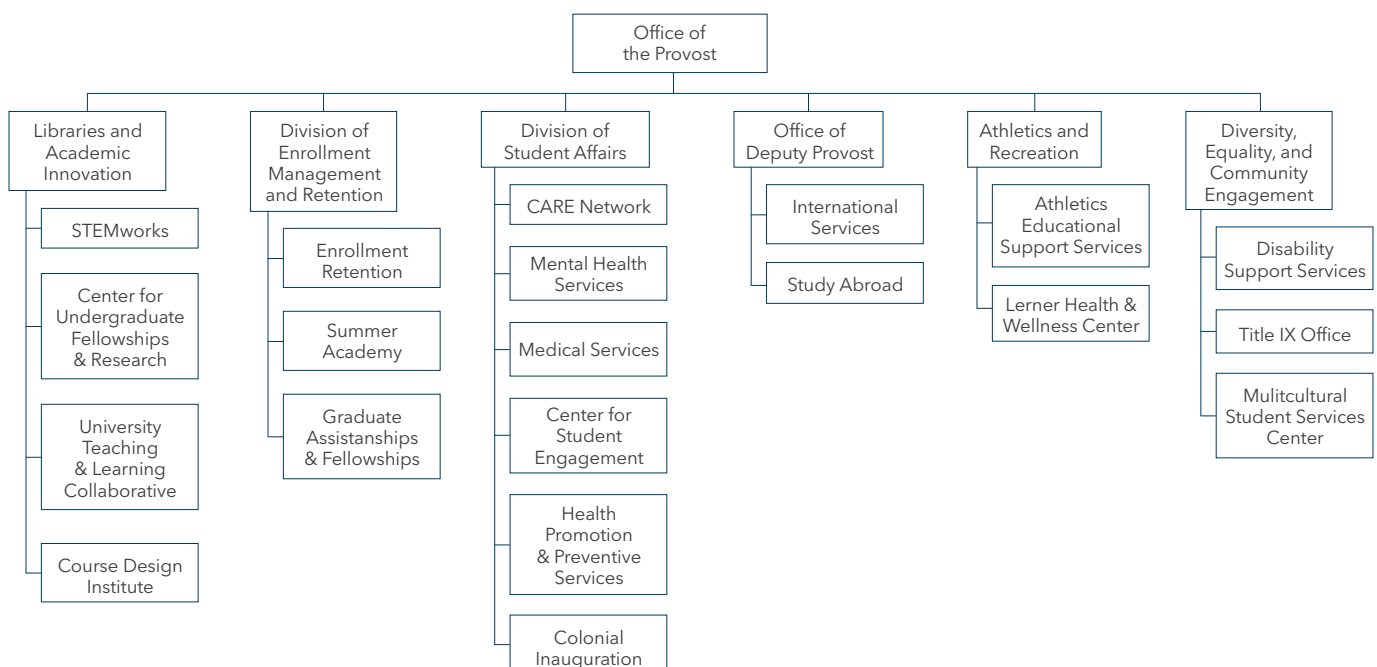 Office of
the Provost
Libraries and
Academic
Innovation
STEMworks
Center for
Undergraduate
Fellowships
& Research
University
Teaching
& Learning
Collaborative
Course Design
Institute
Division of
Enrollment
Management
and Retention
Enrollment
Retention
Summer
Academy
Graduate
Assistanships
& Fellowships
Division of
Student Affairs
CARE Network
Mental Health
Services
Medical Services
Center for
Student
Engagement
Health
Promotion
& Preventive
Services
Colonial
Inauguration
Office of
Deputy Provost
International
Services
Study Abroad
Athletics and
Recreation
Athletics
Educational
Support Services
Lerner Health &
Wellness Center
Diversity,
Equality, and
Community
Engagement
Disability
Support Services
Title IX Office
Mulitcultural
Student Services
Center